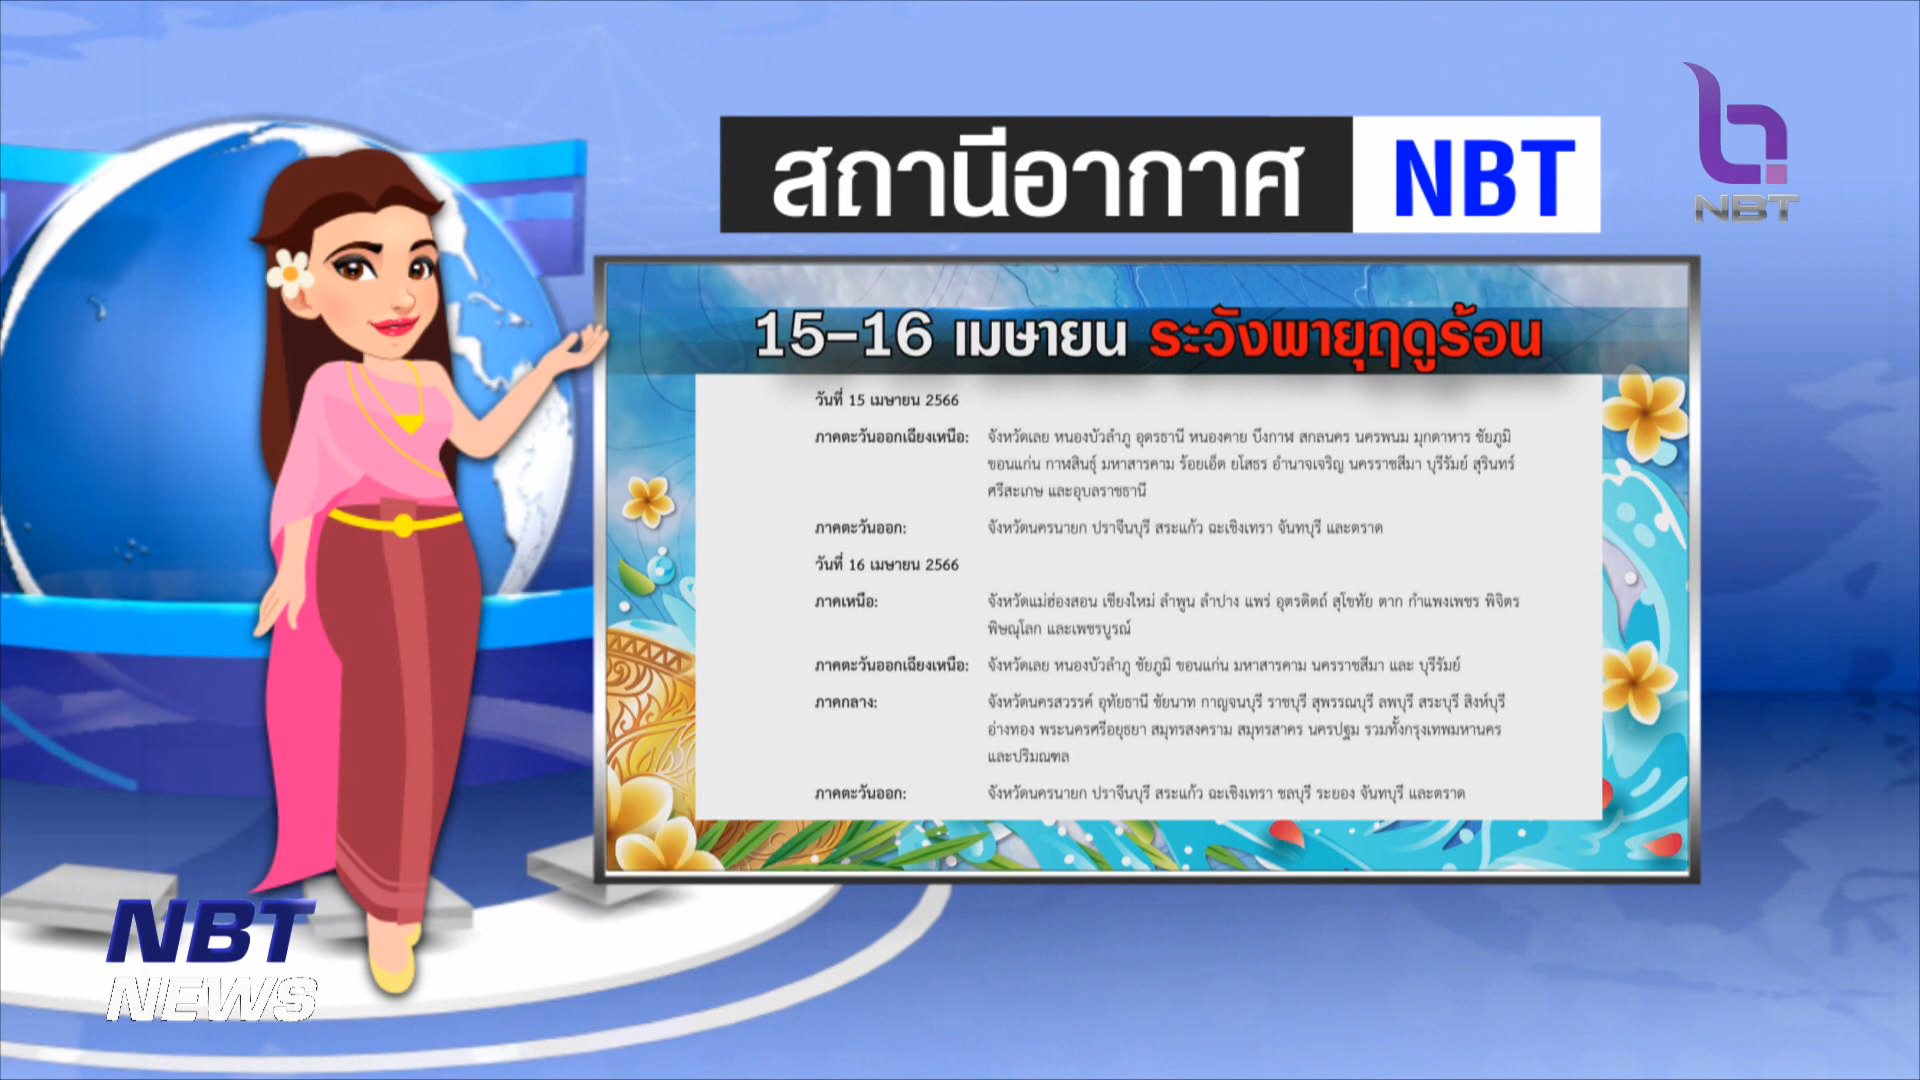 สถานีอากาศ NBT
NBT
15-16 เมษายน ระวังพายุฤดูร้อน
วันที่ 15 เมษายน 2566
ภาคตะวันออกเฉียงเหนือ: จังหวัดเลย หนองบัวลำภู อุดรธานี หนองคาย บึงกาฬ สกลนคร นครพนม มุกดาหาร ชัยภูมิ
ขอนแก่น กาฬสินธุ์ มหาสารคาม ร้อยเอ็ด ยโสธร อำนาจเจริญ นครราชสีมา บุรีรัมย์ สุรินทร์
ศรีสะเกษ และอุบลราชธานี
ภาคตะวันออก: จังหวัดนครนายก ปราจีนบุรี สระแก้ว ฉะเชิงเทรา จันทบุรี และตราด
วันที่ 16 เมษายน 2566
ภาคเหนือ: จังหวัดแม่ฮ่องสอน เชียงใหม่ ลำพูน ลำปาง แพร่ อุตรดิตถ์ สุโขทัย ตาก กำแพงเพชร พิจิตร
พิษณุโลก และเพชรบูรณ์
ภาคตะวันออกเฉียงเหนือ: จังหวัดเลย หนองบัวลำภู ชัยภูมิ ขอนแก่น มหาสารคาม นครราชสีมา และ บุรีรัมย์
ภาคกลาง: จังหวัดนครสวรรค์ อุทัยธานี ชัยนาท กาญจนบุรี ราชบุรี สุพรรณบุรี ลพบุรี สระบุรี สิงห์บุรี
อ่างทอง พระนครศรีอยุธยา สมุทรสงคราม สมุทรสาคร นครปฐม รวมทั้งกรุงเทพมหานคร
และปริมณฑล
ภาคตะวันออก: จังหวัดนครนายก ปราจีนบุรี สระแก้ว ฉะเชิงเทรา ชลบุรี ระยอง จันทบุรี และตราด
NBT
NEWS